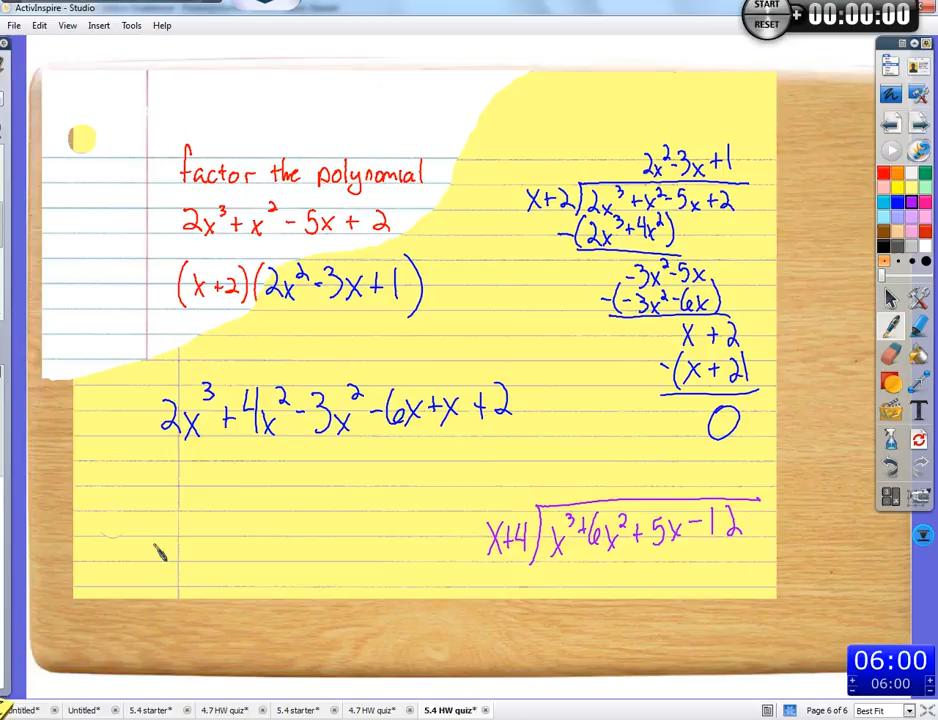 ActivInspire - Studio
START
RESET
00:00:00
File Edit View Insert Tools Help
factor the polynomial
2x³ + x² - 5x + 2
(x+2)(2x² - 3x + 1)
2x² - 3x + 1
x+2 2x³ + x² - 5x + 2
-(2x³ + 4x²)
-3x² - 5x
-(-3x² - 6x)
x + 2
-(x + 2)
0
2x³ + 4x² - 3x² - 6x + x + 2
x+4 x³ + 6x² + 5x - 12
T
06:00
06:00
ntitled* Untitled* 5.4 starter* 4.7 HW quiz* 5.4 starter* 4.7 HW quiz* 5.4 HW quiz* Page 6 of 6 Best Fit